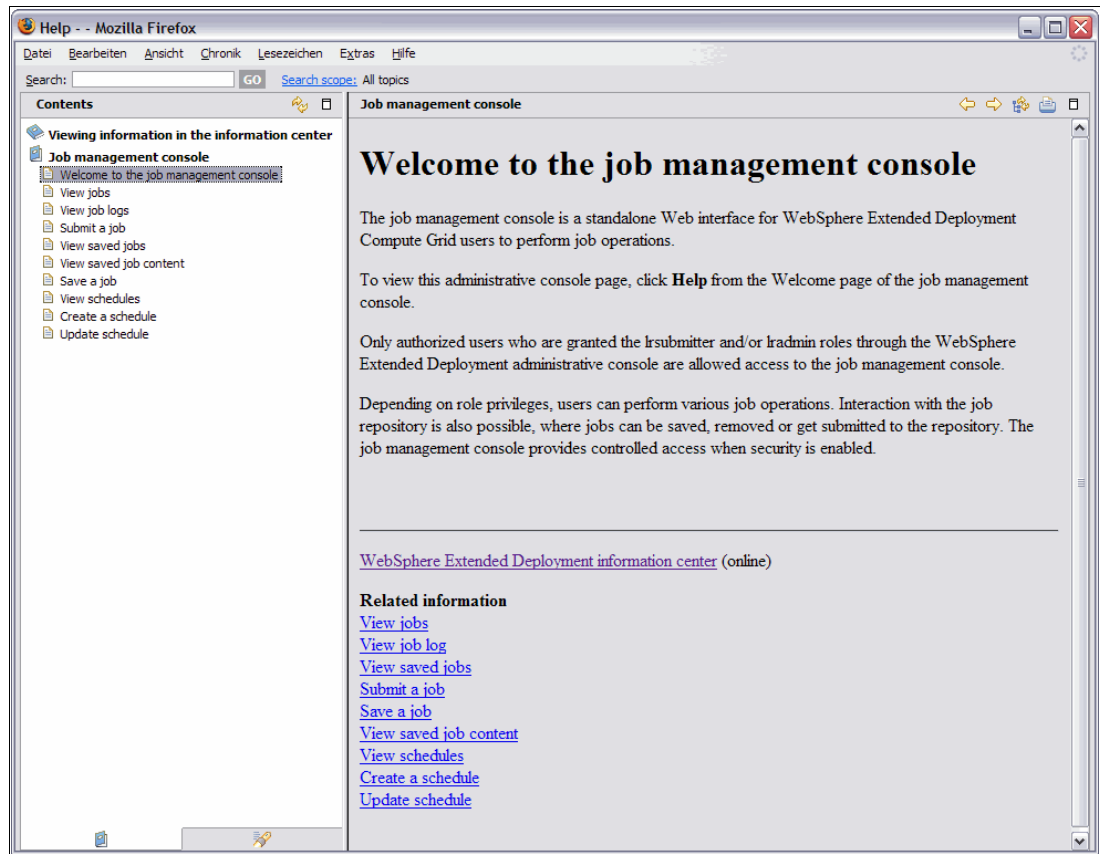 Help - - Mozilla Firefox
Datei Bearbeiten Ansicht Chronik Lesezeichen Extras Hilfe
Search: GO Search scope: All topics
Contents
Viewing information in the information center
Job management console
Welcome to the job management console
View jobs
View job logs
Submit a job
View saved jobs
View saved job content
Save a job
View schedules
Create a schedule
Update schedule
Job management console
Welcome to the job management console
The job management console is a standalone Web interface for WebSphere Extended Deployment
Compute Grid users to perform job operations.
To view this administrative console page, click Help from the Welcome page of the job management
console.
Only authorized users who are granted the lrsubmitter and/or lradmin roles through the WebSphere
Extended Deployment administrative console are allowed access to the job management console.
Depending on role privileges, users can perform various job operations. Interaction with the job
repository is also possible, where jobs can be saved, removed or get submitted to the repository. The
job management console provides controlled access when security is enabled.
WebSphere Extended Deployment information center (online)
Related information
View jobs
View job log
View saved jobs
Submit a job
Save a job
View saved job content
View schedules
Create a schedule
Update schedule